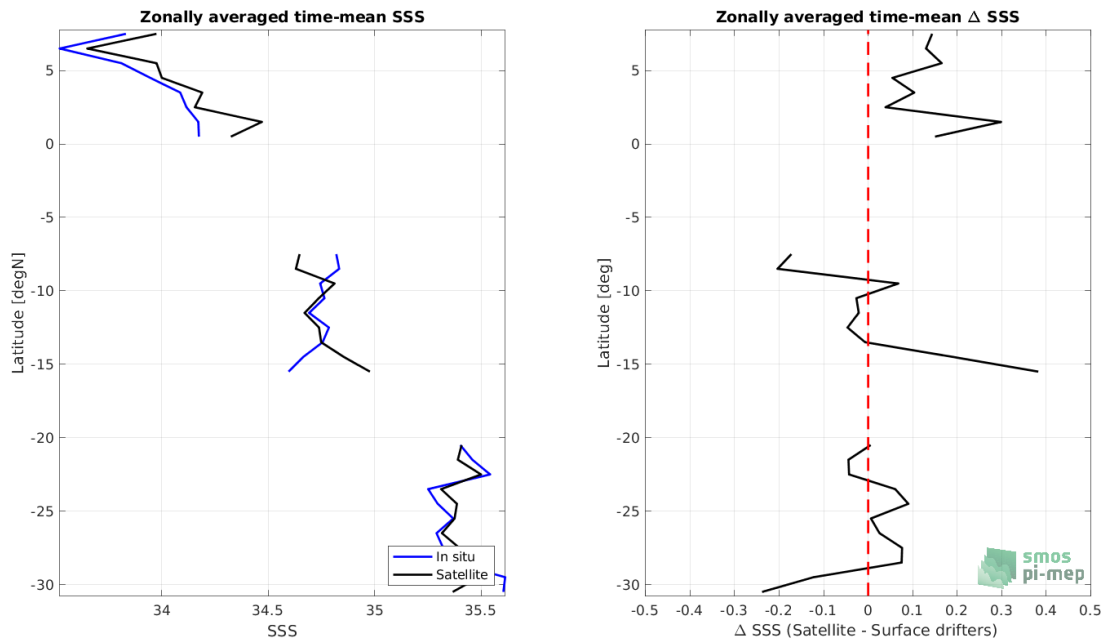 Zonally averaged time-mean SSS
5
0
-5
-10
-15
-20
-25
-30
Latitude [degN]
34
34.5
35
35.5
SSS
In situ
Satellite
Zonally averaged time-mean Δ SSS
5
0
-5
-10
-15
-20
-25
-30
Latitude [deg]
-0.5 -0.4 -0.3 -0.2 -0.1 0 0.1 0.2 0.3 0.4 0.5
Δ SSS (Satellite - Surface drifters)
smos
pi-mep